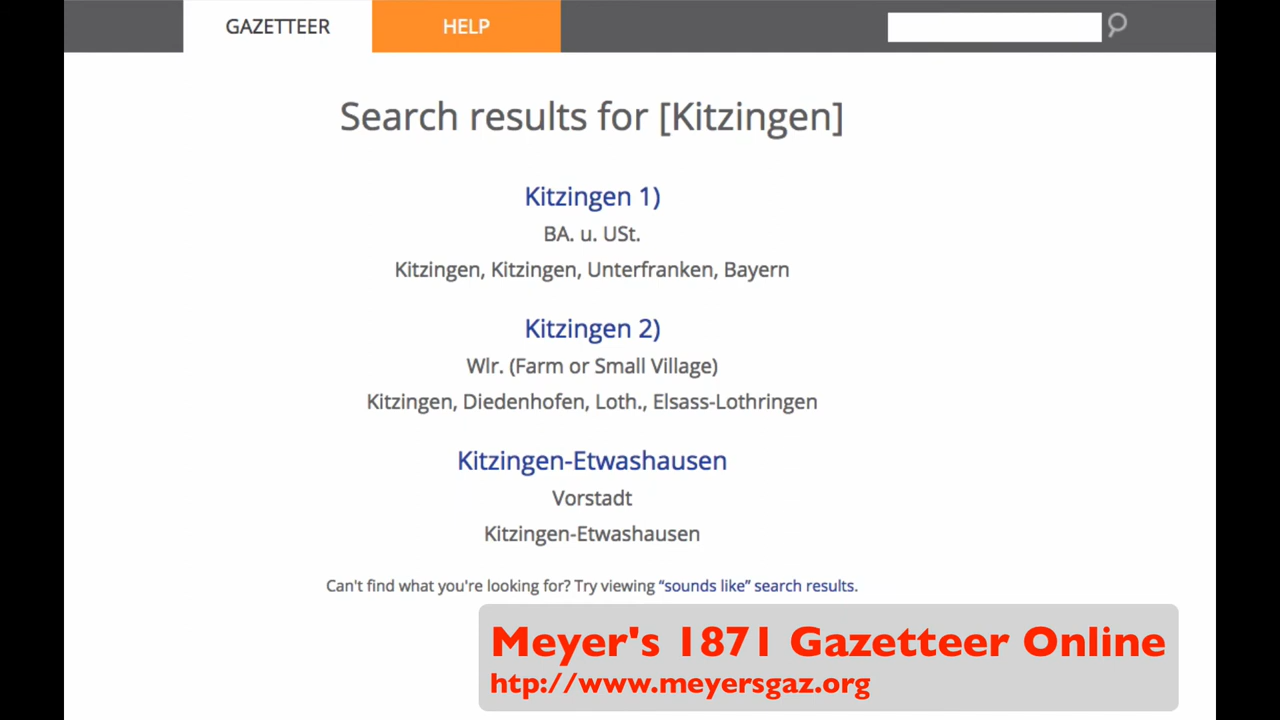 GAZETTEER
HELP
Search results for [Kitzingen]
Kitzingen 1)
BA. u. USt.
Kitzingen, Kitzingen, Unterfranken, Bayern
Kitzingen 2)
Wlr. (Farm or Small Village)
Kitzingen, Diedenhofen, Loth., Elsass-Lothringen
Kitzingen-Etwashausen
Vorstadt
Kitzingen-Etwashausen
Can't find what you're looking for? Try viewing “sounds like” search results.
Meyer's 1871 Gazetteer Online
htp://www.meyersgaz.org